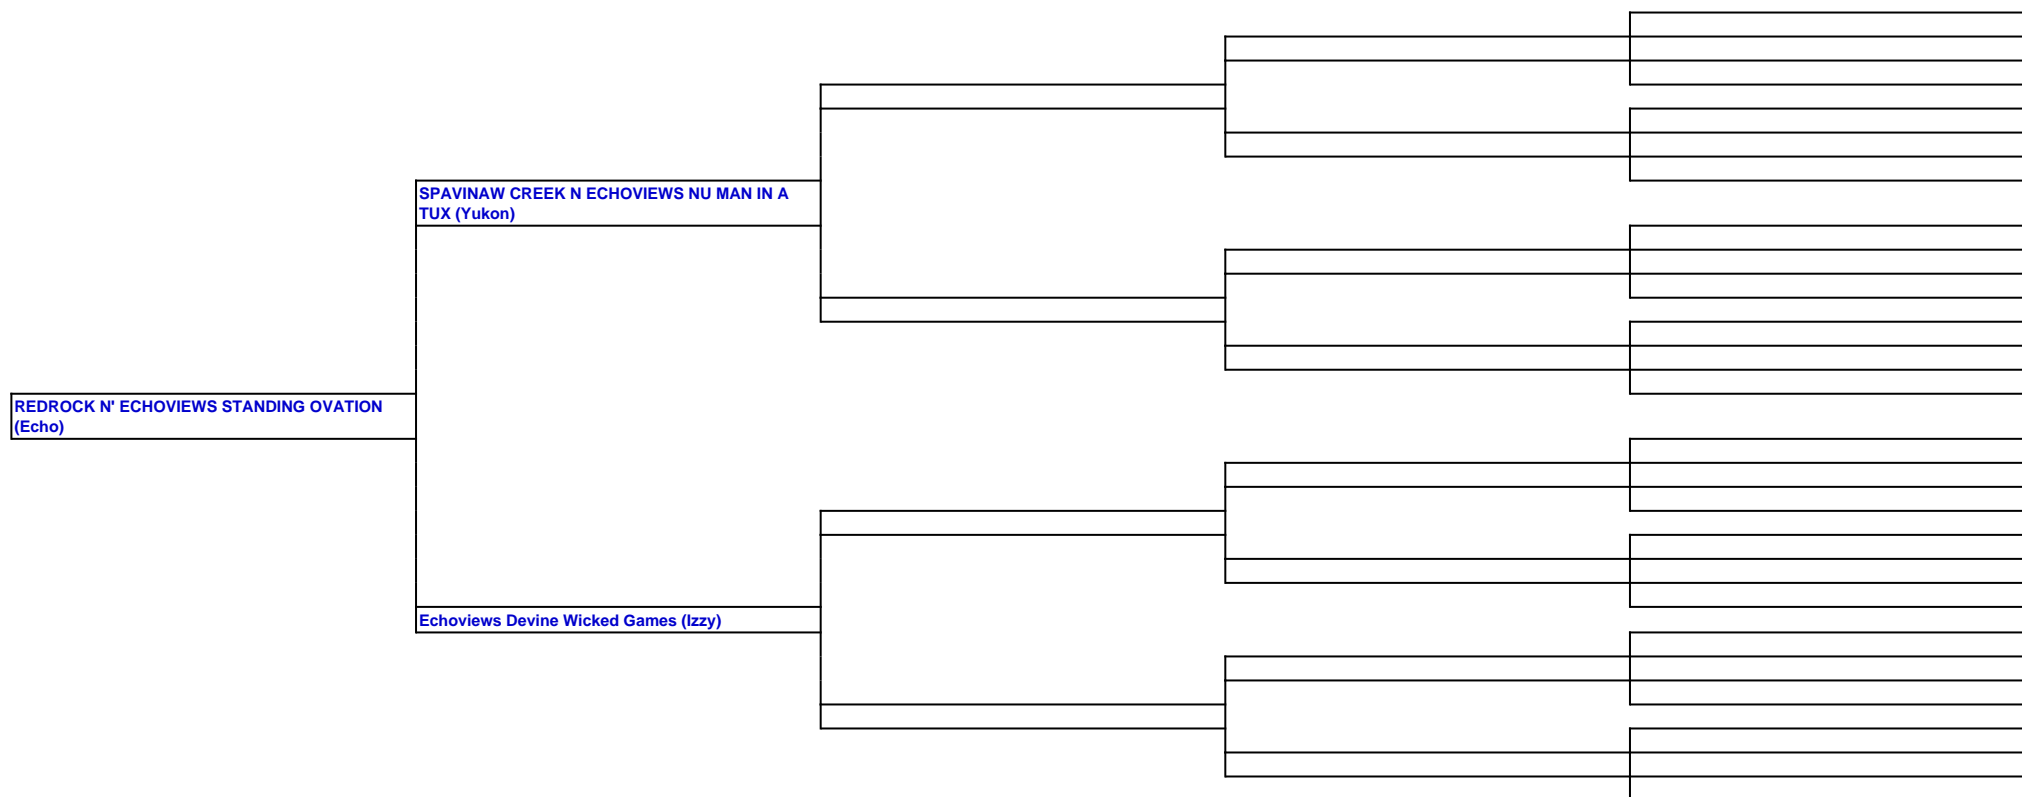 SPAVINAW CREEK N ECHOVIEWS NU MAN IN A
TUX (Yukon)
REDROCK N' ECHOVIEWS STANDING OVATION
(Echo)
Echoviews Devine Wicked Games (Izzy)